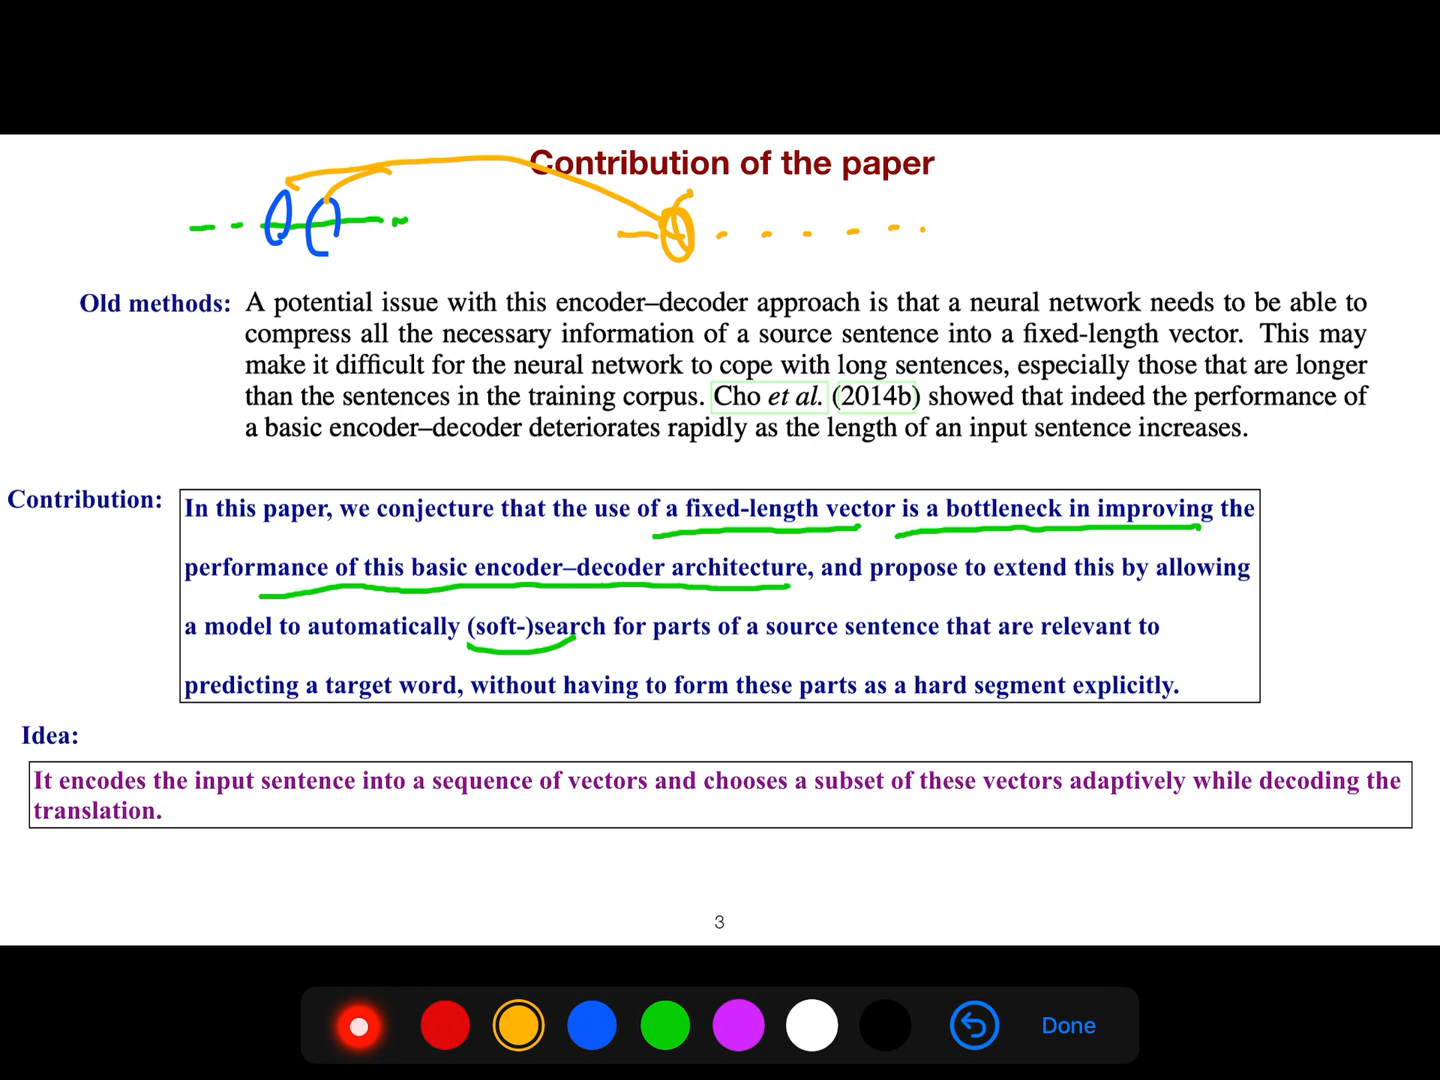 Contribution of the paper
Old methods: A potential issue with this encoder–decoder approach is that a neural network needs to be able to
compress all the necessary information of a source sentence into a fixed-length vector. This may
make it difficult for the neural network to cope with long sentences, especially those that are longer
than the sentences in the training corpus. Cho et al. (2014b) showed that indeed the performance of
a basic encoder–decoder deteriorates rapidly as the length of an input sentence increases.
Contribution: In this paper, we conjecture that the use of a fixed-length vector is a bottleneck in improving the
performance of this basic encoder–decoder architecture, and propose to extend this by allowing
a model to automatically (soft-)search for parts of a source sentence that are relevant to
predicting a target word, without having to form these parts as a hard segment explicitly.
Idea:
It encodes the input sentence into a sequence of vectors and chooses a subset of these vectors adaptively while decoding the
translation.
3
Done